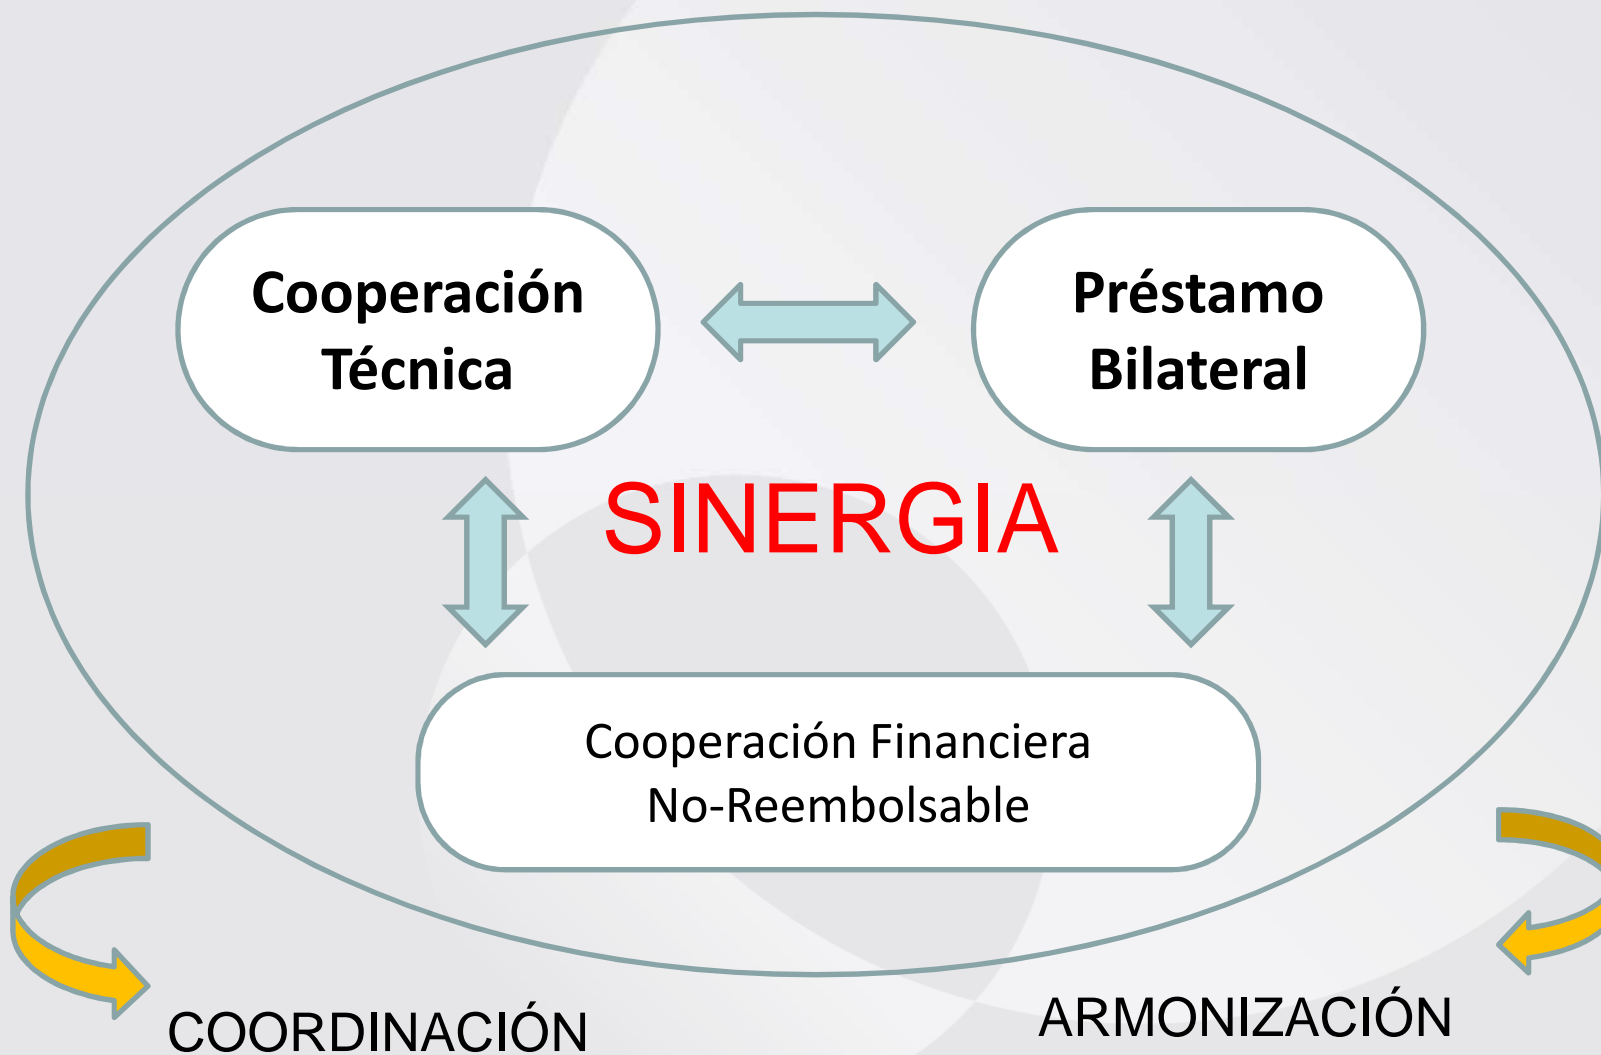 Cooperación
Técnica
Préstamo
Bilateral
SINERGIA
Cooperación Financiera
No-Reembolsable
COORDINACIÓN
ARMONIZACIÓN